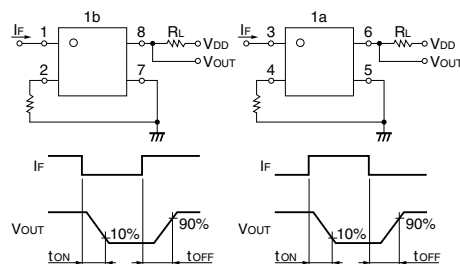 1b
IF 1 8 RL VDD
VOUT
2 7
1a
IF 3 6 RL VDD
VOUT
4 5
IF
VOUT 10% 90%
tON tOFF
IF
VOUT 10% 90%
tON tOFF